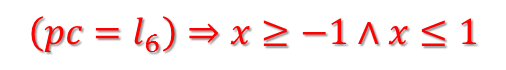 (pc = l₆) ⇒ x ≥ −1 ∧ x ≤ 1